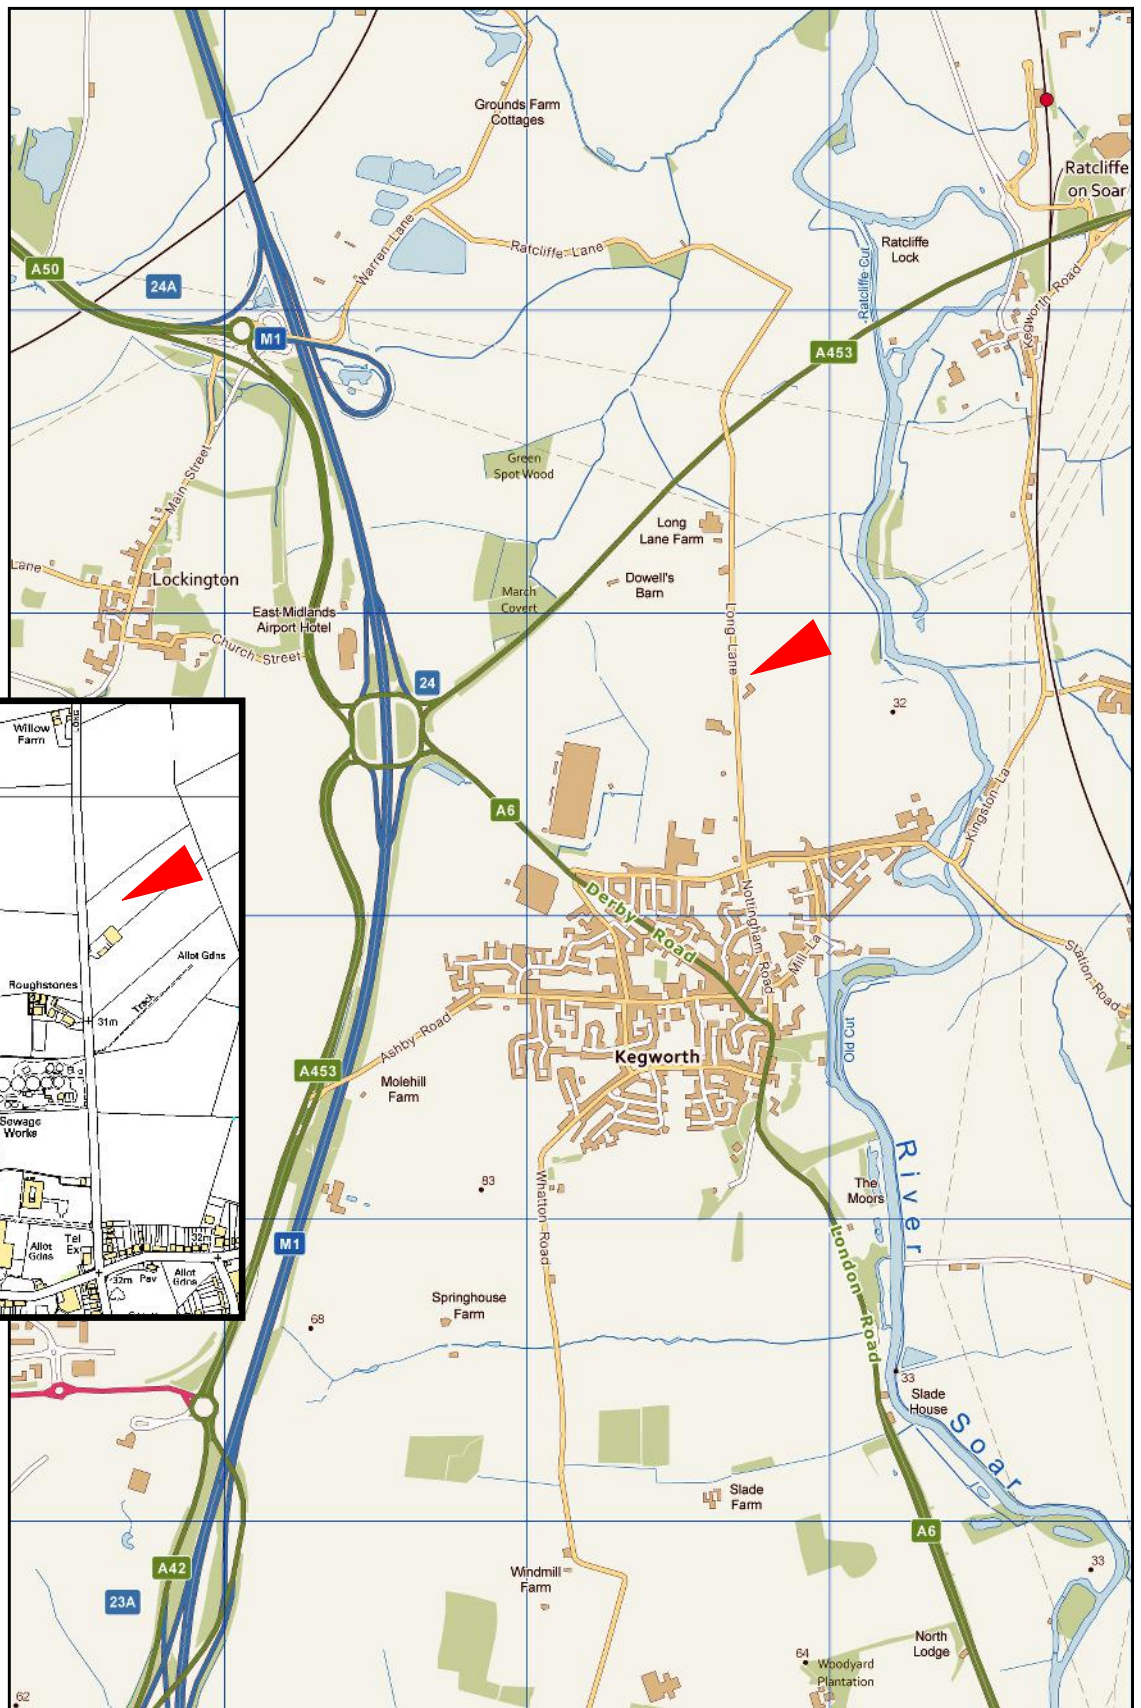 Grounds Farm
Cottages
Ratcliffe
on Soar
Warren Lane
Ratcliffe Lane
Ratcliffe
Lock
Ratcliffe Cut
A50
24A
M1
Kegworth Road
A453
Main Street
Green
Spot Wood
Long
Lane Farm
Lane
Lockington
Dowell's
Barn
March
Covert
East Midlands
Airport Hotel
Church Street
Long Lane
24
32
Willow
Farm
LONG
A6
Kingston La
Derby Road
Nottingham Road
Mill La
Station Road
Allot Gdns
Roughstones
Track
31m
Sewage
Works
Old Cut
Ashby Road
Kegworth
A453
Molehill
Farm
River
83
The
Moors
Whatton Road
Allot
Gdns
Tel
Ex
32
32m
Pav
Allot
Gdns
M1
London Road
Springhouse
Farm
68
33
Slade
House
Soar
Slade
Farm
A6
A42
23A
Windmill
Farm
33
North
Lodge
64
Woodyard
Plantation
62